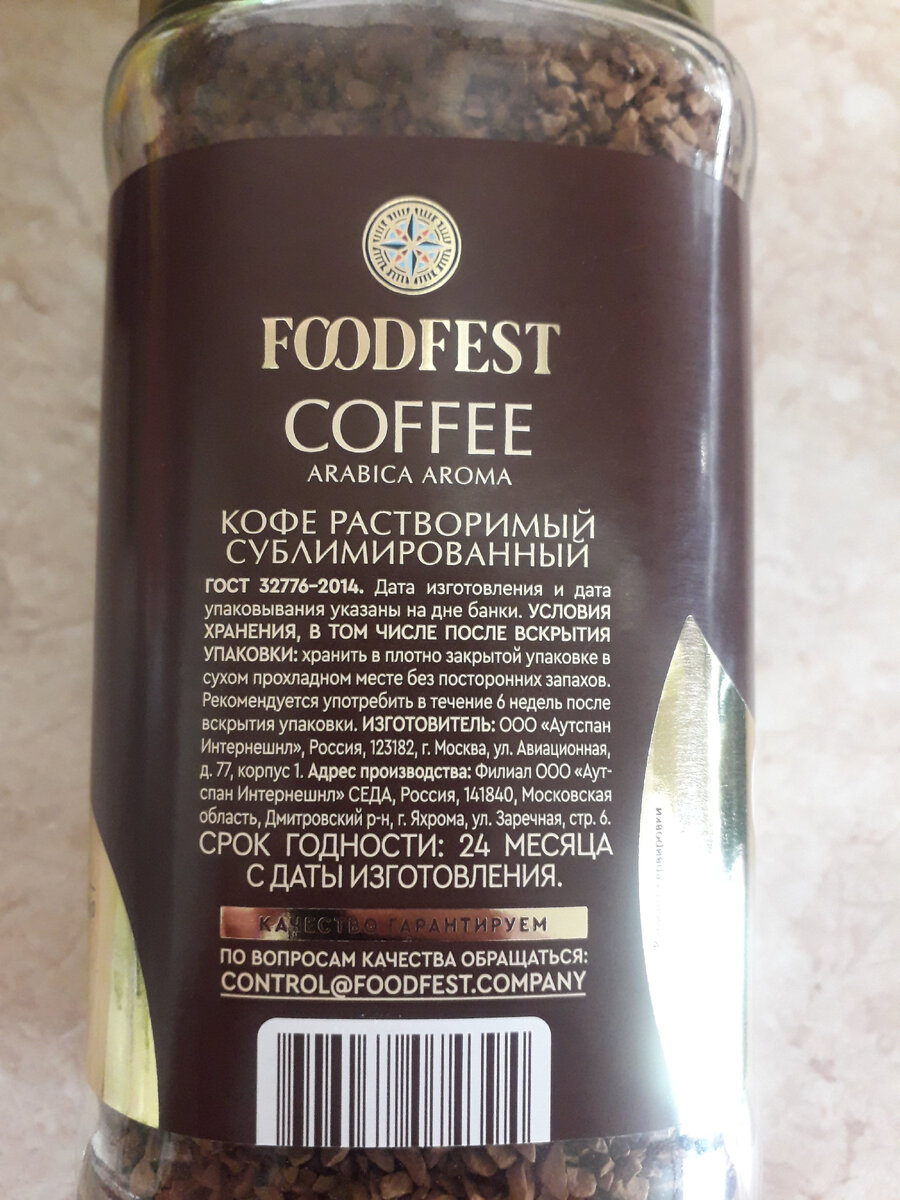 FOODFEST
COFFEE
ARABICA AROMA
КОФЕ РАСТВОРИМЫЙ
СУБЛИМИРОВАННЫЙ
ГОСТ 32776–2014. Дата изготовления и дата
упаковывания указаны на дне банки. УСЛОВИЯ
ХРАНЕНИЯ, В ТОМ ЧИСЛЕ ПОСЛЕ ВСКРЫТИЯ
УПАКОВКИ: хранить в плотно закрытой упаковке в
сухом прохладном месте без посторонних запахов.
Рекомендуется употребить в течение 6 недель после
вскрытия упаковки. ИЗГОТОВИТЕЛЬ: ООО «Аутспан
Интернешнл», Россия, 123182, г. Москва, ул. Авиационная,
д. 77, корпус 1. Адрес производства: Филиал ООО «Аут-
спан Интернешнл» СЕДА, Россия, 141840, Московская
область, Дмитровский р-н, г. Яхрома, ул. Заречная, стр. 6.
СРОК ГОДНОСТИ: 24 МЕСЯЦА
С ДАТЫ ИЗГОТОВЛЕНИЯ.
КАЧЕСТВО ГАРАНТИРУЕМ
ПО ВОПРОСАМ КАЧЕСТВА ОБРАЩАТЬСЯ:
CONTROL@FOODFEST.COMPANY